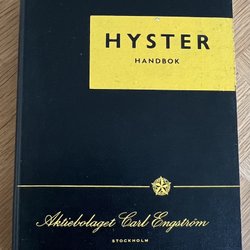 HYSTER
HANDBOK
Aktiebolaget Carl Engström
STOCKHOLM